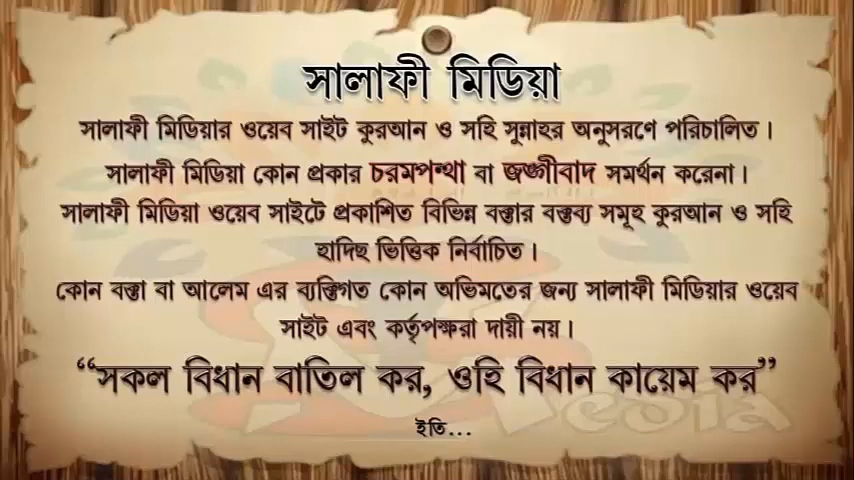 সালাফী মিডিয়া
সালাফী মিডিয়ার ওয়েব সাইট কুরআন ও সহি সুন্নাহর অনুসরণে পরিচালিত।
সালাফী মিডিয়া কোন প্রকার চরমপন্থা বা জঙ্গীবাদ সমর্থন করেনা।
সালাফী মিডিয়া ওয়েব সাইটে প্রকাশিত বিভিন্ন বক্তার বক্তব্য সমূহ কুরআন ও সহি
হাদিছ ভিত্তিক নির্বাচিত।
কোন বক্তা বা আলেম এর ব্যক্তিগত কোন অভিমতের জন্য সালাফী মিডিয়ার ওয়েব
সাইট এবং কর্তৃপক্ষরা দায়ী নয়।
“সকল বিধান বাতিল কর, ওহি বিধান কায়েম কর”
ইতি...